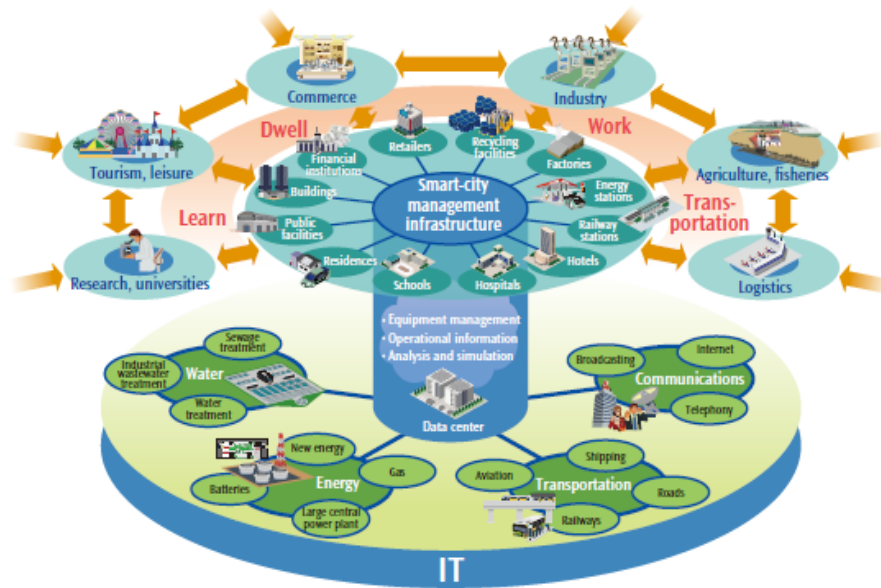 Commerce
Industry
Dwell
Work
Tourism, leisure
Agriculture, fisheries
Learn
Trans-
portation
Research, universities
Logistics
Retailers
Recycling
facilities
Financial
institutions
Factories
Buildings
Energy
stations
Smart-city
management
infrastructure
Public
facilities
Railway
stations
Residences
Hotels
Schools
Hospitals
• Equipment management
• Operational information
• Analysis and simulation
Data center
Sewage
treatment
Industrial
wastewater
treatment
Water
Water
treatment
Broadcasting
Internet
Communications
Telephony
New energy
Gas
Batteries
Energy
Large central
power plant
Shipping
Aviation
Transportation
Roads
Railways
IT